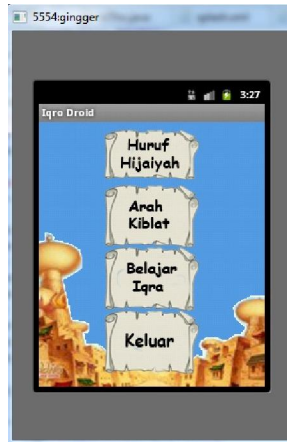 5554:gingger
3:27
Iqro Droid
Huruf
Hijaiyah
Arah
Kiblat
Belajar
Iqra
Keluar